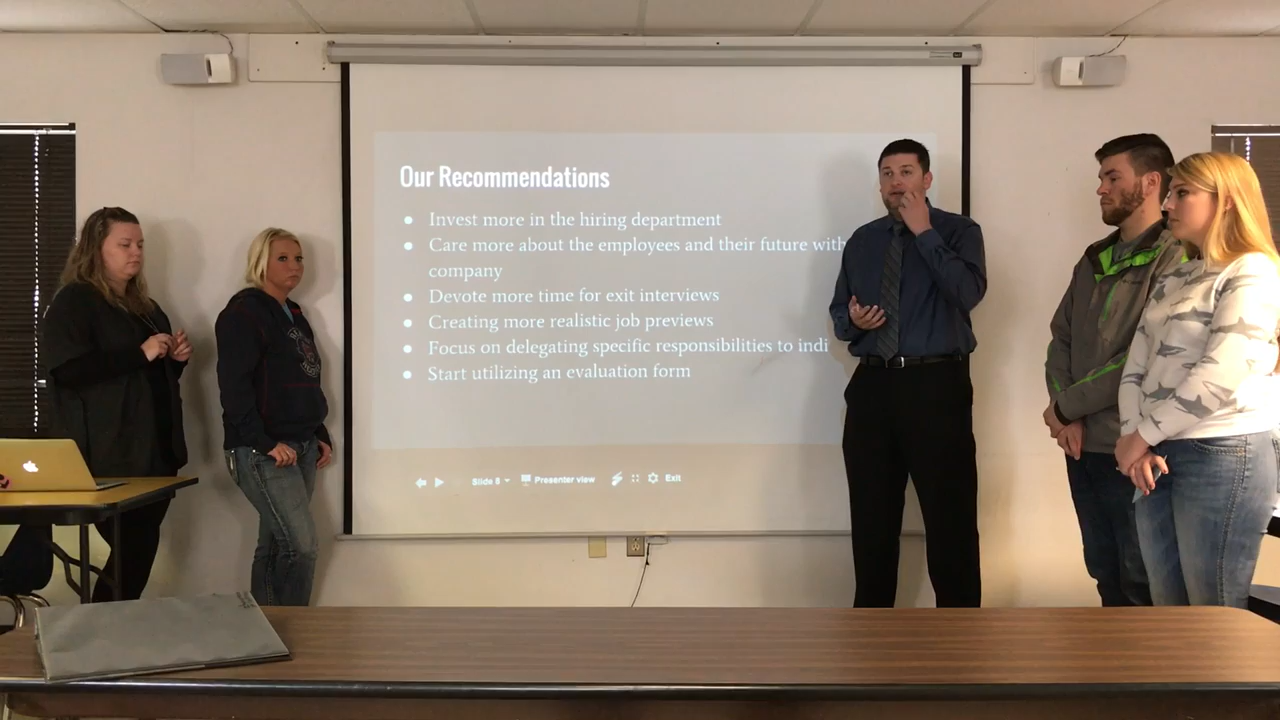 Our Recommendations
Invest more in the hiring department
Care more about the employees and their future with
company
Devote more time for exit interviews
Creating more realistic job previews
Focus on delegating specific responsibilities to indi
Start utilizing an evaluation form
Slide 8
Presenter view
Exit